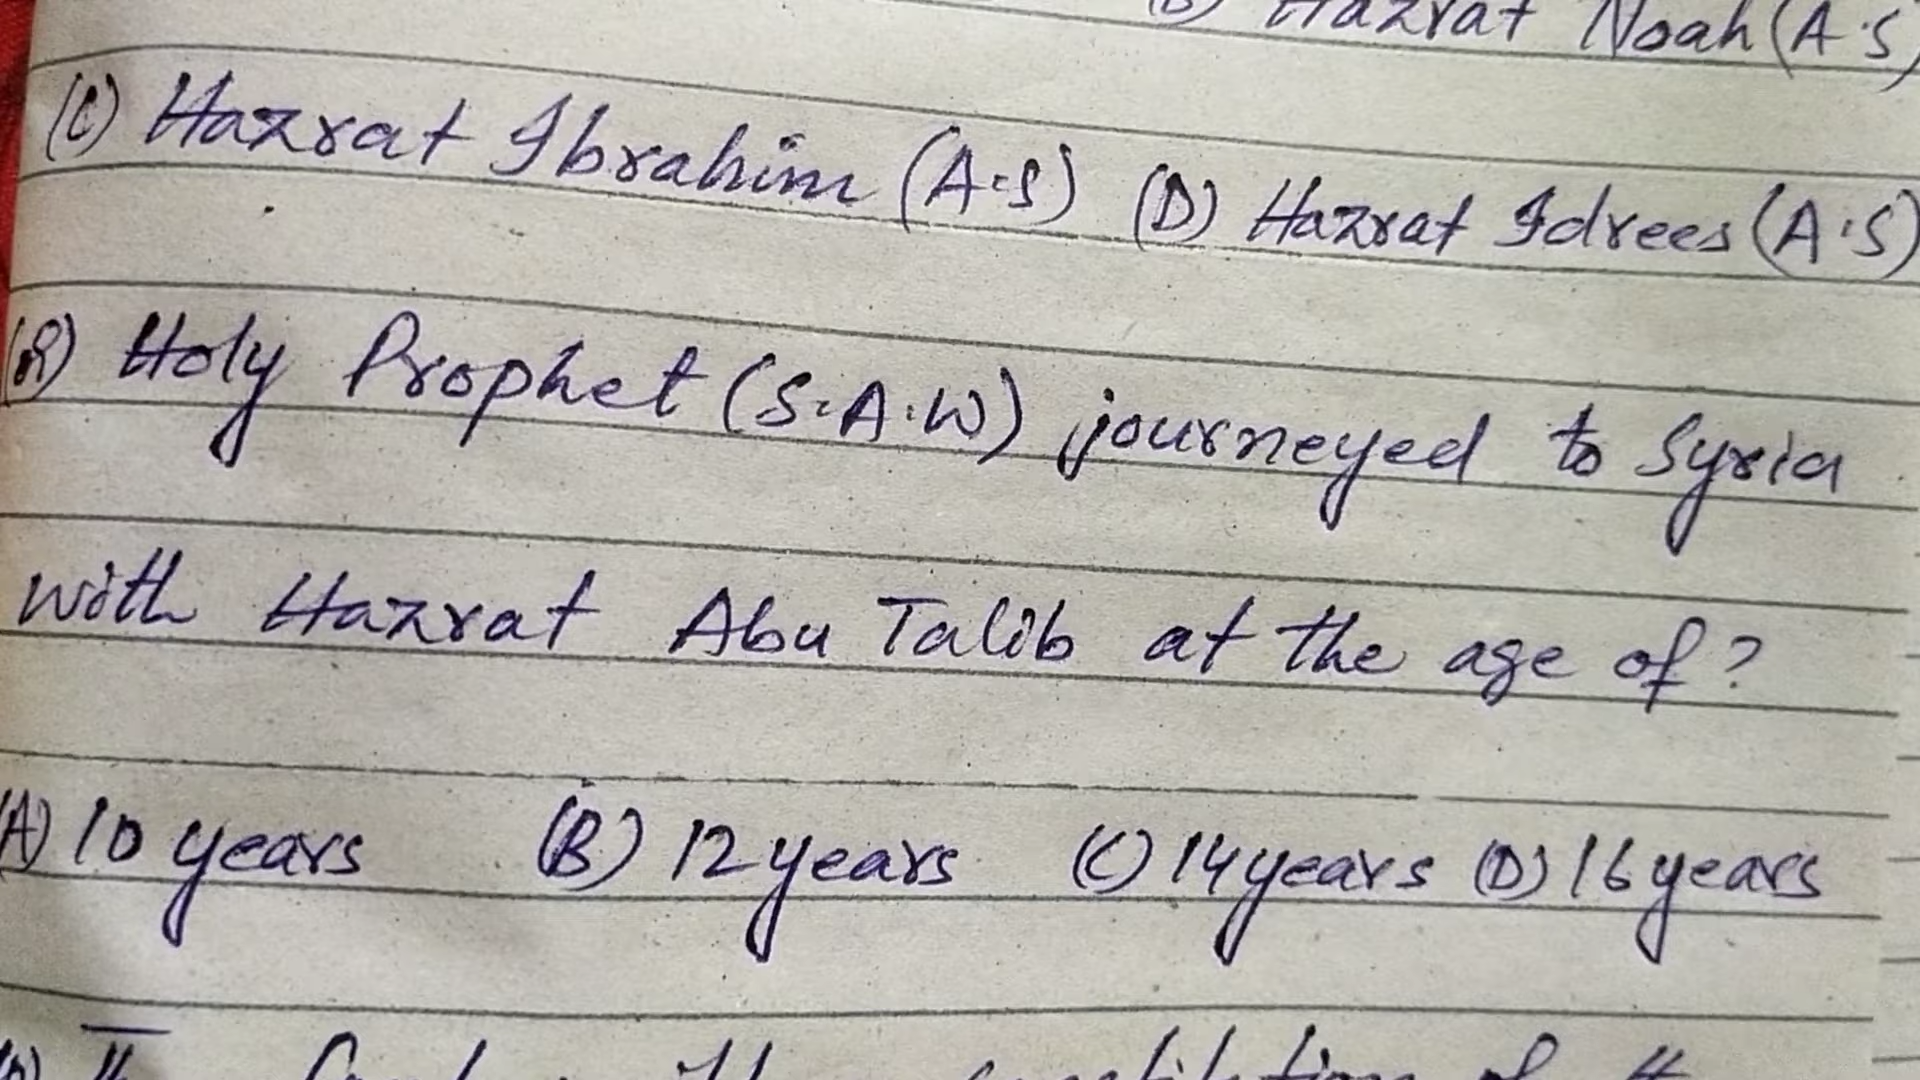 (B) Hazrat Noah (A.S)
(C) Hazrat Ibrahim (A.S) (D) Hazrat Idrees (A.S)
(Q) Holy Prophet (S.A.W) journeyed to Syria
with Hazrat Abu Talib at the age of?
(A) 10 years (B) 12 years (C) 14 years (D) 16 years